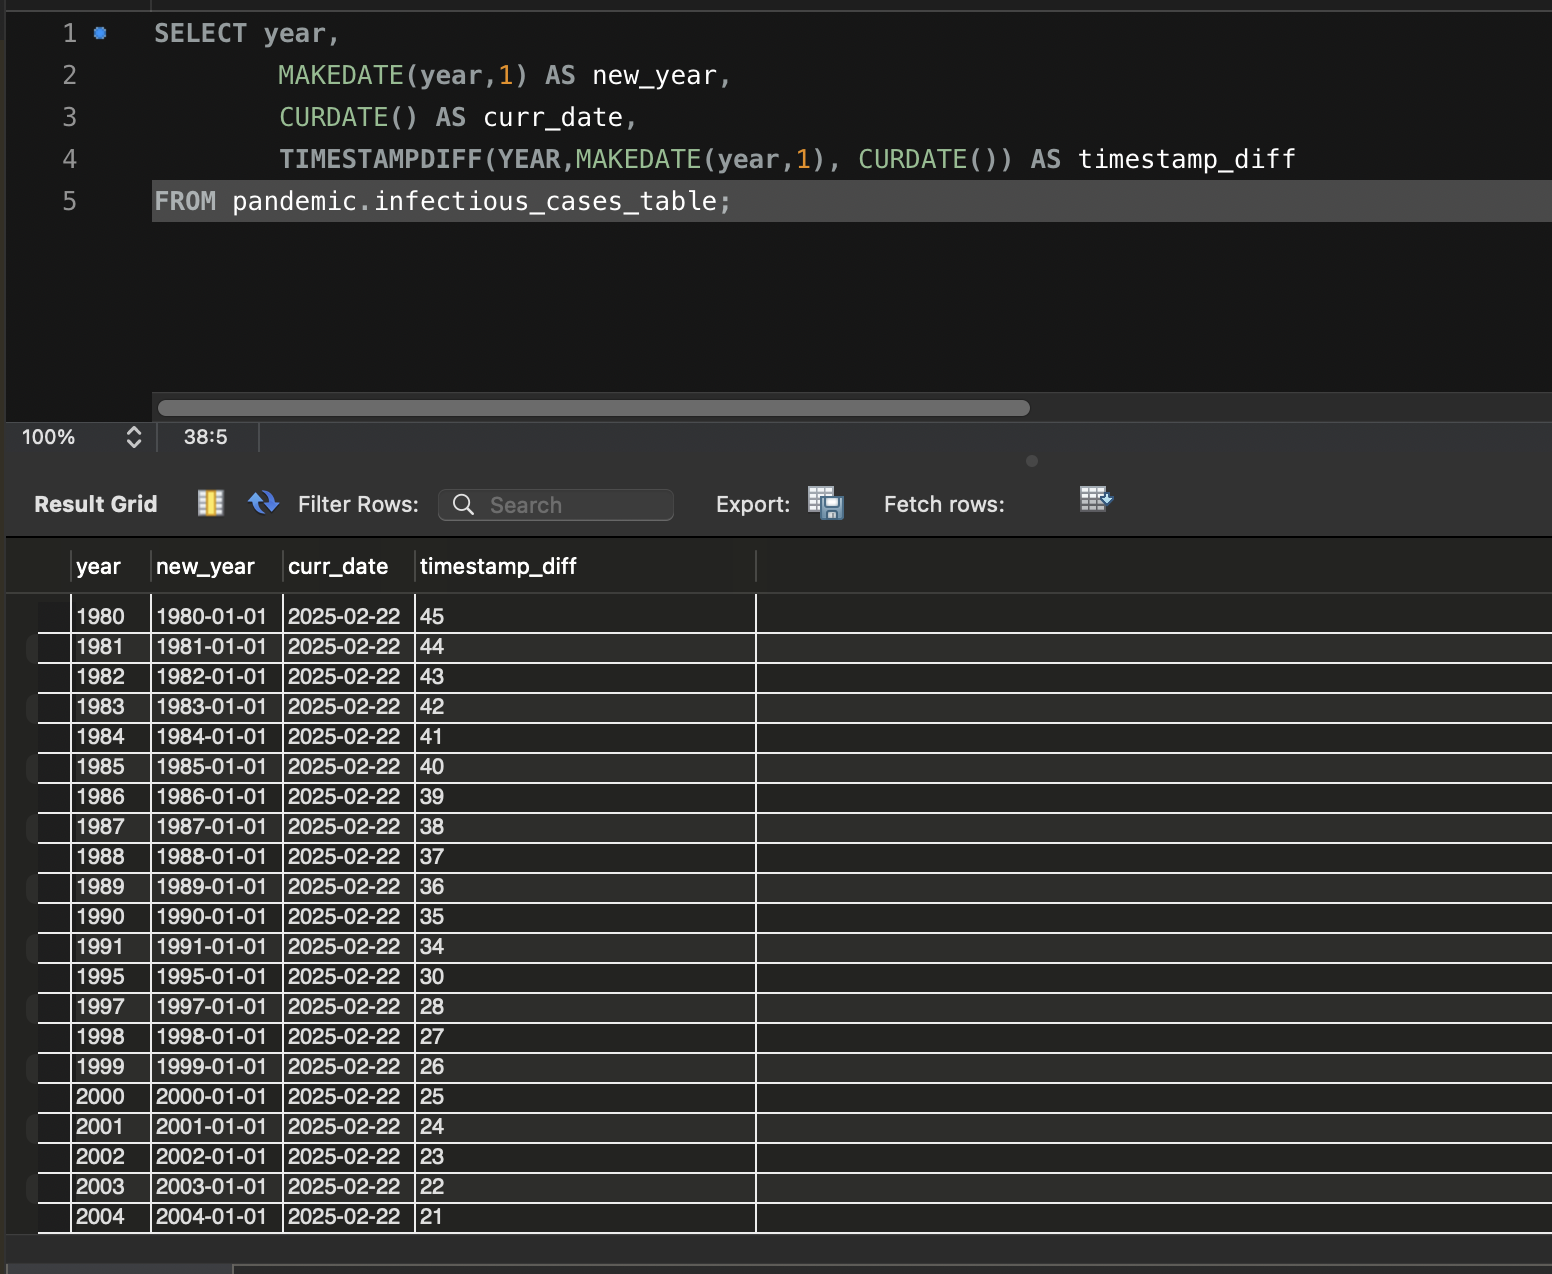 1 SELECT year,
2 MAKEDATE(year,1) AS new_year,
3 CURDATE() AS curr_date,
4 TIMESTAMPDIFF(YEAR,MAKEDATE(year,1), CURDATE()) AS timestamp_diff
5 FROM pandemic.infectious_cases_table;
100% 38:5
Result Grid Filter Rows: Search Export: Fetch rows:
year new_year curr_date timestamp_diff
1980 1980-01-01 2025-02-22 45
1981 1981-01-01 2025-02-22 44
1982 1982-01-01 2025-02-22 43
1983 1983-01-01 2025-02-22 42
1984 1984-01-01 2025-02-22 41
1985 1985-01-01 2025-02-22 40
1986 1986-01-01 2025-02-22 39
1987 1987-01-01 2025-02-22 38
1988 1988-01-01 2025-02-22 37
1989 1989-01-01 2025-02-22 36
1990 1990-01-01 2025-02-22 35
1991 1991-01-01 2025-02-22 34
1995 1995-01-01 2025-02-22 30
1997 1997-01-01 2025-02-22 28
1998 1998-01-01 2025-02-22 27
1999 1999-01-01 2025-02-22 26
2000 2000-01-01 2025-02-22 25
2001 2001-01-01 2025-02-22 24
2002 2002-01-01 2025-02-22 23
2003 2003-01-01 2025-02-22 22
2004 2004-01-01 2025-02-22 21